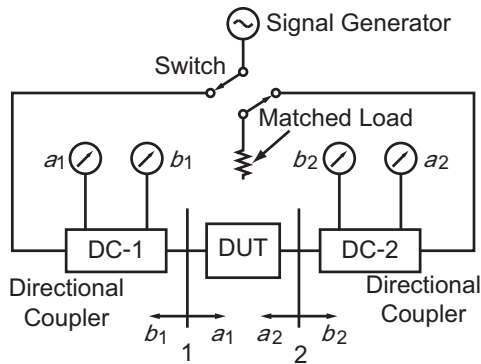 Signal Generator
Switch
Matched Load
a1 b1 b2 a2
DC-1 DUT DC-2
Directional
Coupler
Directional
Coupler
b1 a1 a2 b2
1 2